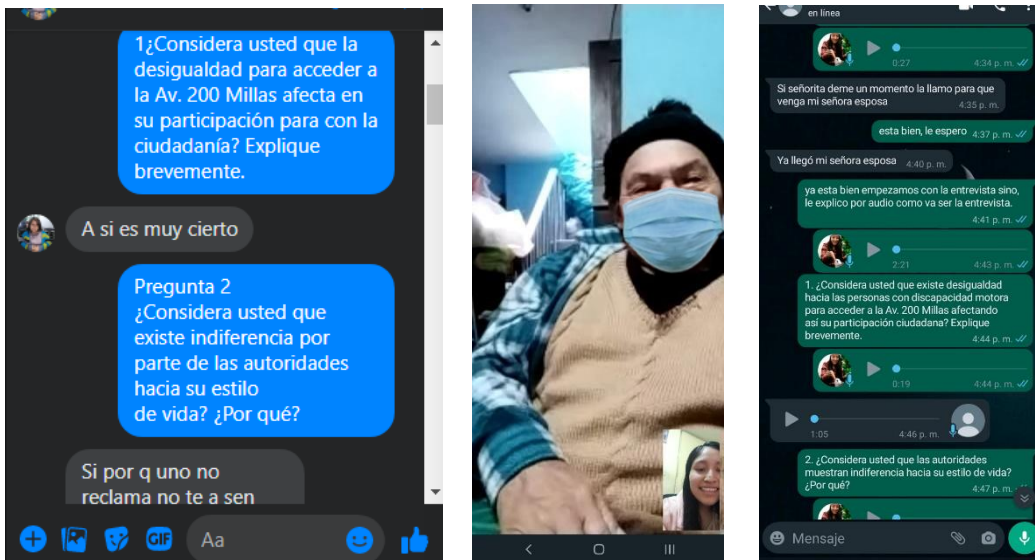 1¿Considera usted que la
desigualdad para acceder a
la Av. 200 Millas afecta en
su participación para con la
ciudadanía? Explique
brevemente.
A si es muy cierto
Pregunta 2
¿Considera usted que
existe indiferencia por
parte de las autoridades
hacia su estilo
de vida? ¿Por qué?
Si por q uno no
reclama no te a sen
GIF
Aa
en línea
0:27 4:34 p. m.
Si señorita deme un momento la llamo para que
venga mi señora esposa
4:35 p. m.
esta bien, le espero 4:37 p. m.
Ya llegó mi señora esposa 4:40 p. m.
ya esta bien empezamos con la entrevista sino,
le explico por audio como va ser la entrevista.
4:41 p. m.
2:21 4:43 p. m.
1. ¿Considera usted que existe desigualdad
hacia las personas con discapacidad motora
para acceder a la Av. 200 Millas afectando
así su participación ciudadana? Explique
brevemente.
4:44 p. m.
0:19 4:44 p. m.
1:05 4:46 p. m.
2. ¿Considera usted que las autoridades
muestran indiferencia hacia su estilo de vida?
¿Por qué?
4:47 p. m.
Mensaje